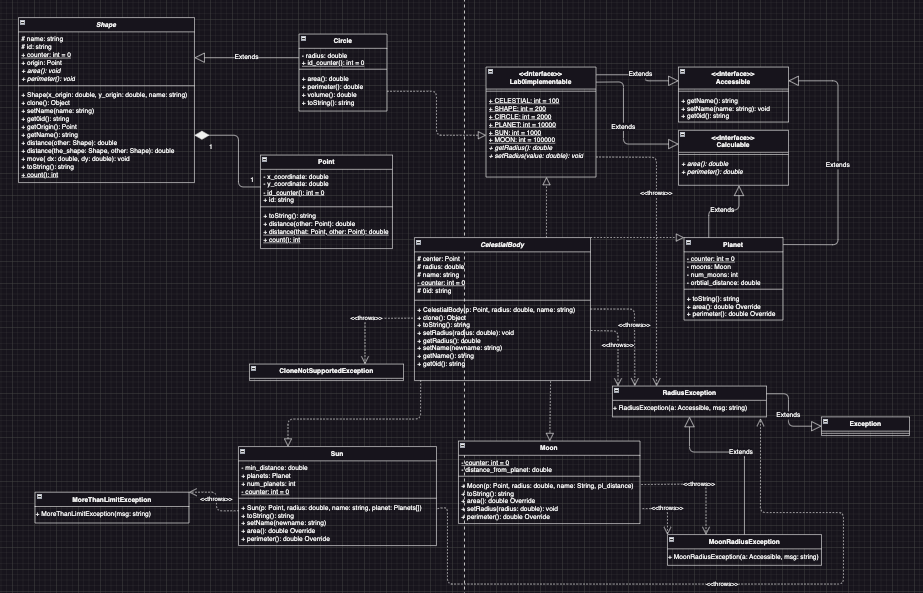 Shape
# name: string
# id: string
+ counter: int = 0
+ origin: Point
+ area(): void
+ perimeter(): void
+ Shape(x_origin: double, y_origin: double, name: string)
+ clone(): Object
+ setName(name: string)
+ get0id(): string
+ getOrigin(): Point
+ getName(): string
+ distance(other: Shape): double
+ distance(the_shape: Shape, other: Shape): double
+ move( dx: double, dy: double): void
+ toString(): string
+ count(): int
Extends
Circle
- radius: double
+ id_counter(): int = 0
+ area(): double
+ perimeter(): double
+ volume(): double
+ toString(): string
1
1
Point
- x_coordinate: double
- y_coordinate: double
- id_counter(): int = 0
+ id: string
+ toString(): string
+ distance(other: Point): double
+ distance(that: Point, other: Point): double
+ count(): int
<<Interface>>
Lab0Implementable
+ CELESTIAL: int = 100
+ SHAPE: int = 200
+ CIRCLE: int = 2000
+ PLANET: int = 10000
+ SUN: int = 1000
+ MOON: int = 100000
+ getRadius(): double
+ setRadius(value: double): void
Extends
Extends
<<Interface>>
Accessible
+ getName(): string
+ setName(name: string): void
+ get0id(): string
<<Interface>>
Calculable
+ area(): double
+ perimeter(): double
Extends
Extends
<<throws>>
Planet
- counter: int = 0
- moons: Moon
- num_moons: int
- orbtial_distance: double
+ toString(): string
+ area(): double Override
+ perimeter(): double Override
CelestialBody
# center: Point
# radius: double
# name: string
- counter: int = 0
# 0id: string
+ CelestialBody(p: Point, radius: double, name: string)
+ clone(): Object
+ toString(): string
+ setRadius(radius: double): void
+ getRadius(): double
+ setName(newname: string)
+ getName(): string
+ get0id(): string
<<throws>>
<<throws>>
<<throws>>
CloneNotSupportedException
RadiusException
+ RadiusException(a: Accessible, msg: string)
Extends
Exception
Extends
Sun
- min_distance: double
+ planets: Planet
+ num_planets: int
- counter: int = 0
+ Sun(p: Point, radius: double, name: string, planet: Planets[])
+ toString(): string
+ setName(newname: string)
+ area(): double Override
+ perimeter(): double Override
<<throws>>
MoreThanLimitException
+ MoreThanLimitException(msg: string)
Moon
- counter: int = 0
- distance_from_planet: double
+ Moon(p: Point, radius: double, name: String, pl_distance)
+ toString(): string
+ area(): double Override
+ setRadius(radius: double): void
+ perimeter(): double Override
<<throws>>
<<throws>>
MoonRadiusException
+ MoonRadiusException(a: Accessible, msg: string)
<<throws>>